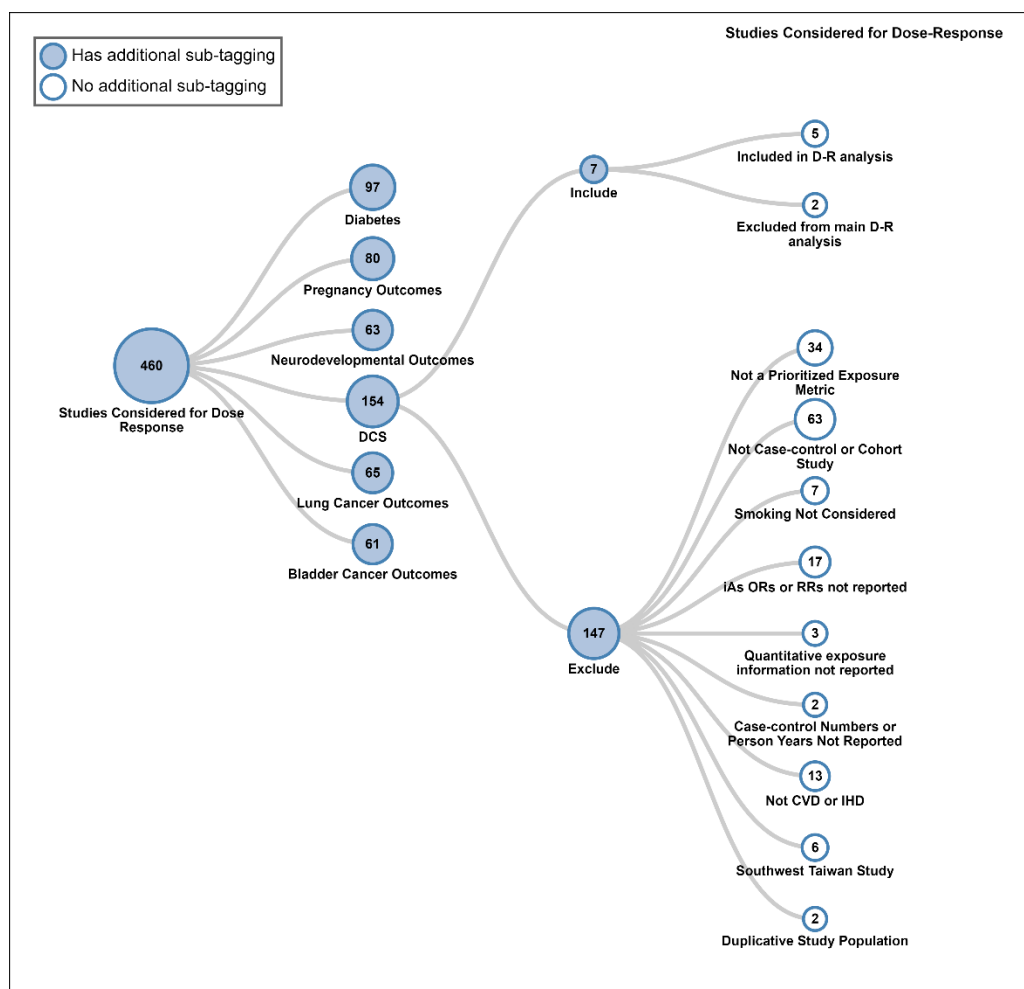 Has additional sub-tagging
No additional sub-tagging
Studies Considered for Dose-Response
460
Studies Considered for Dose
Response
97
Diabetes
80
Pregnancy Outcomes
63
Neurodevelopmental Outcomes
154
DCS
65
Lung Cancer Outcomes
61
Bladder Cancer Outcomes
7
Include
5
Included in D-R analysis
2
Excluded from main D-R
analysis
147
Exclude
34
Not a Prioritized Exposure
Metric
63
Not Case-control or Cohort
Study
7
Smoking Not Considered
17
iAs ORs or RRs not reported
3
Quantitative exposure
information not reported
2
Case-control Numbers or
Person Years Not Reported
13
Not CVD or IHD
6
Southwest Taiwan Study
2
Duplicative Study Population